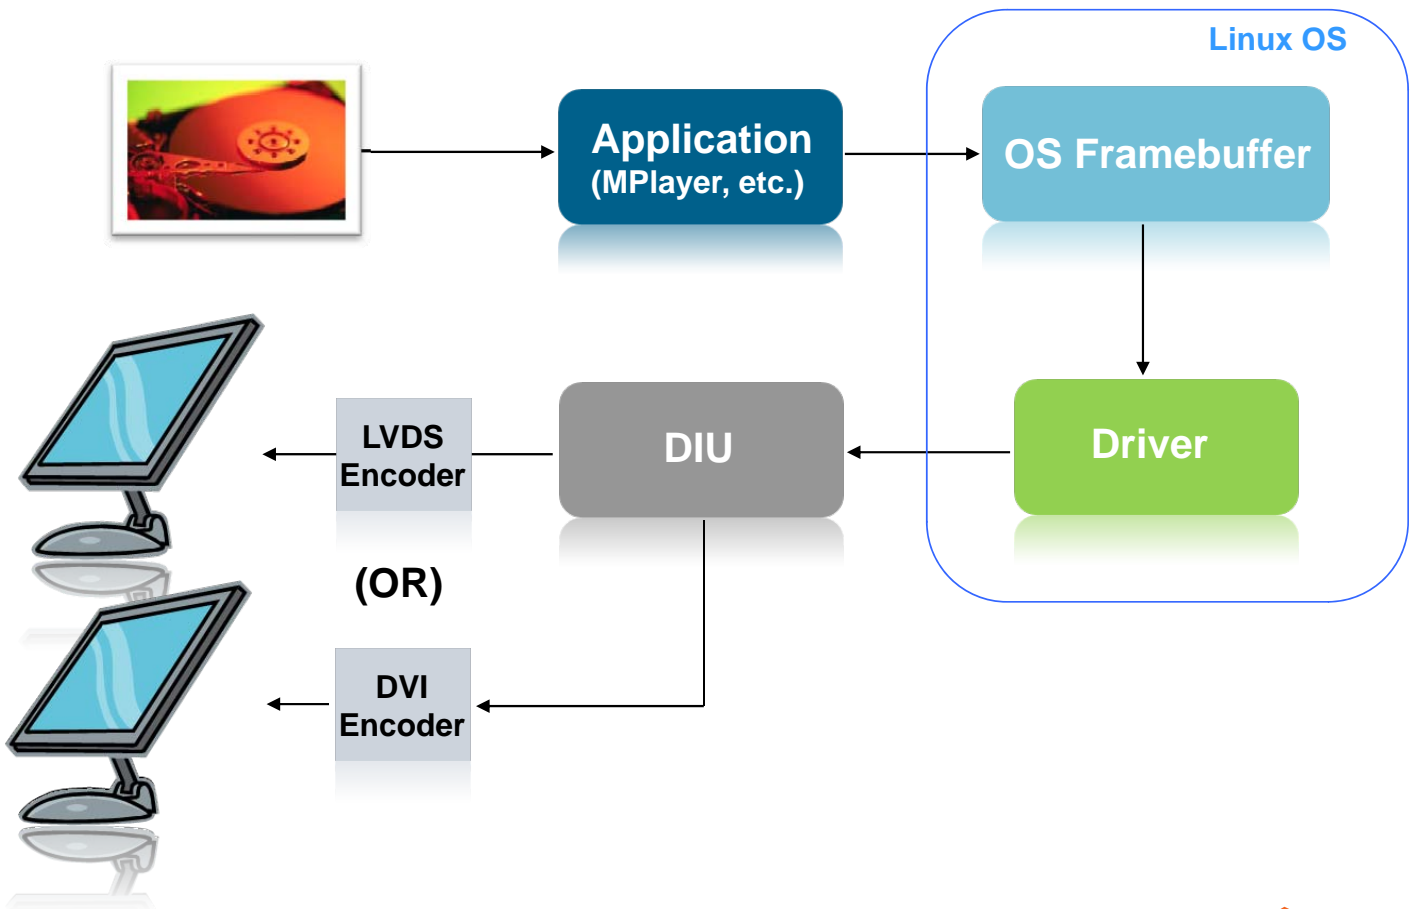 Linux OS
Application
(MPlayer, etc.)
OS Framebuffer
LVDS
Encoder
DIU
Driver
(OR)
DVI
Encoder